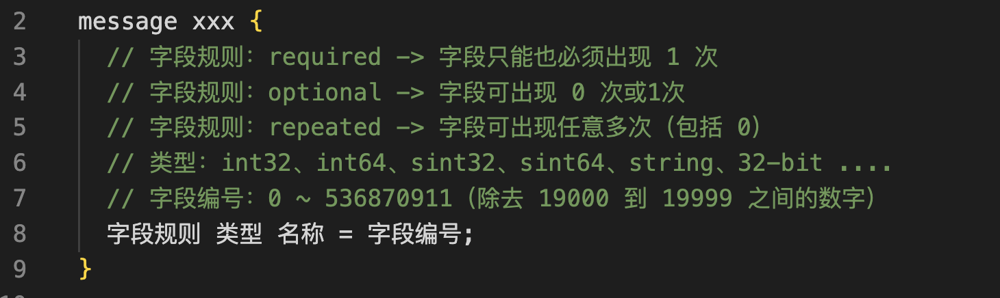 2 message xxx {
3 // 字段规则：required -> 字段只能也必须出现 1 次
4 // 字段规则：optional -> 字段可出现 0 次或1次
5 // 字段规则：repeated -> 字段可出现任意多次（包括 0）
6 // 类型：int32、int64、sint32、sint64、string、32-bit ....
7 // 字段编号：0 ~ 536870911（除去 19000 到 19999 之间的数字）
8 字段规则 类型 名称 = 字段编号;
9 }